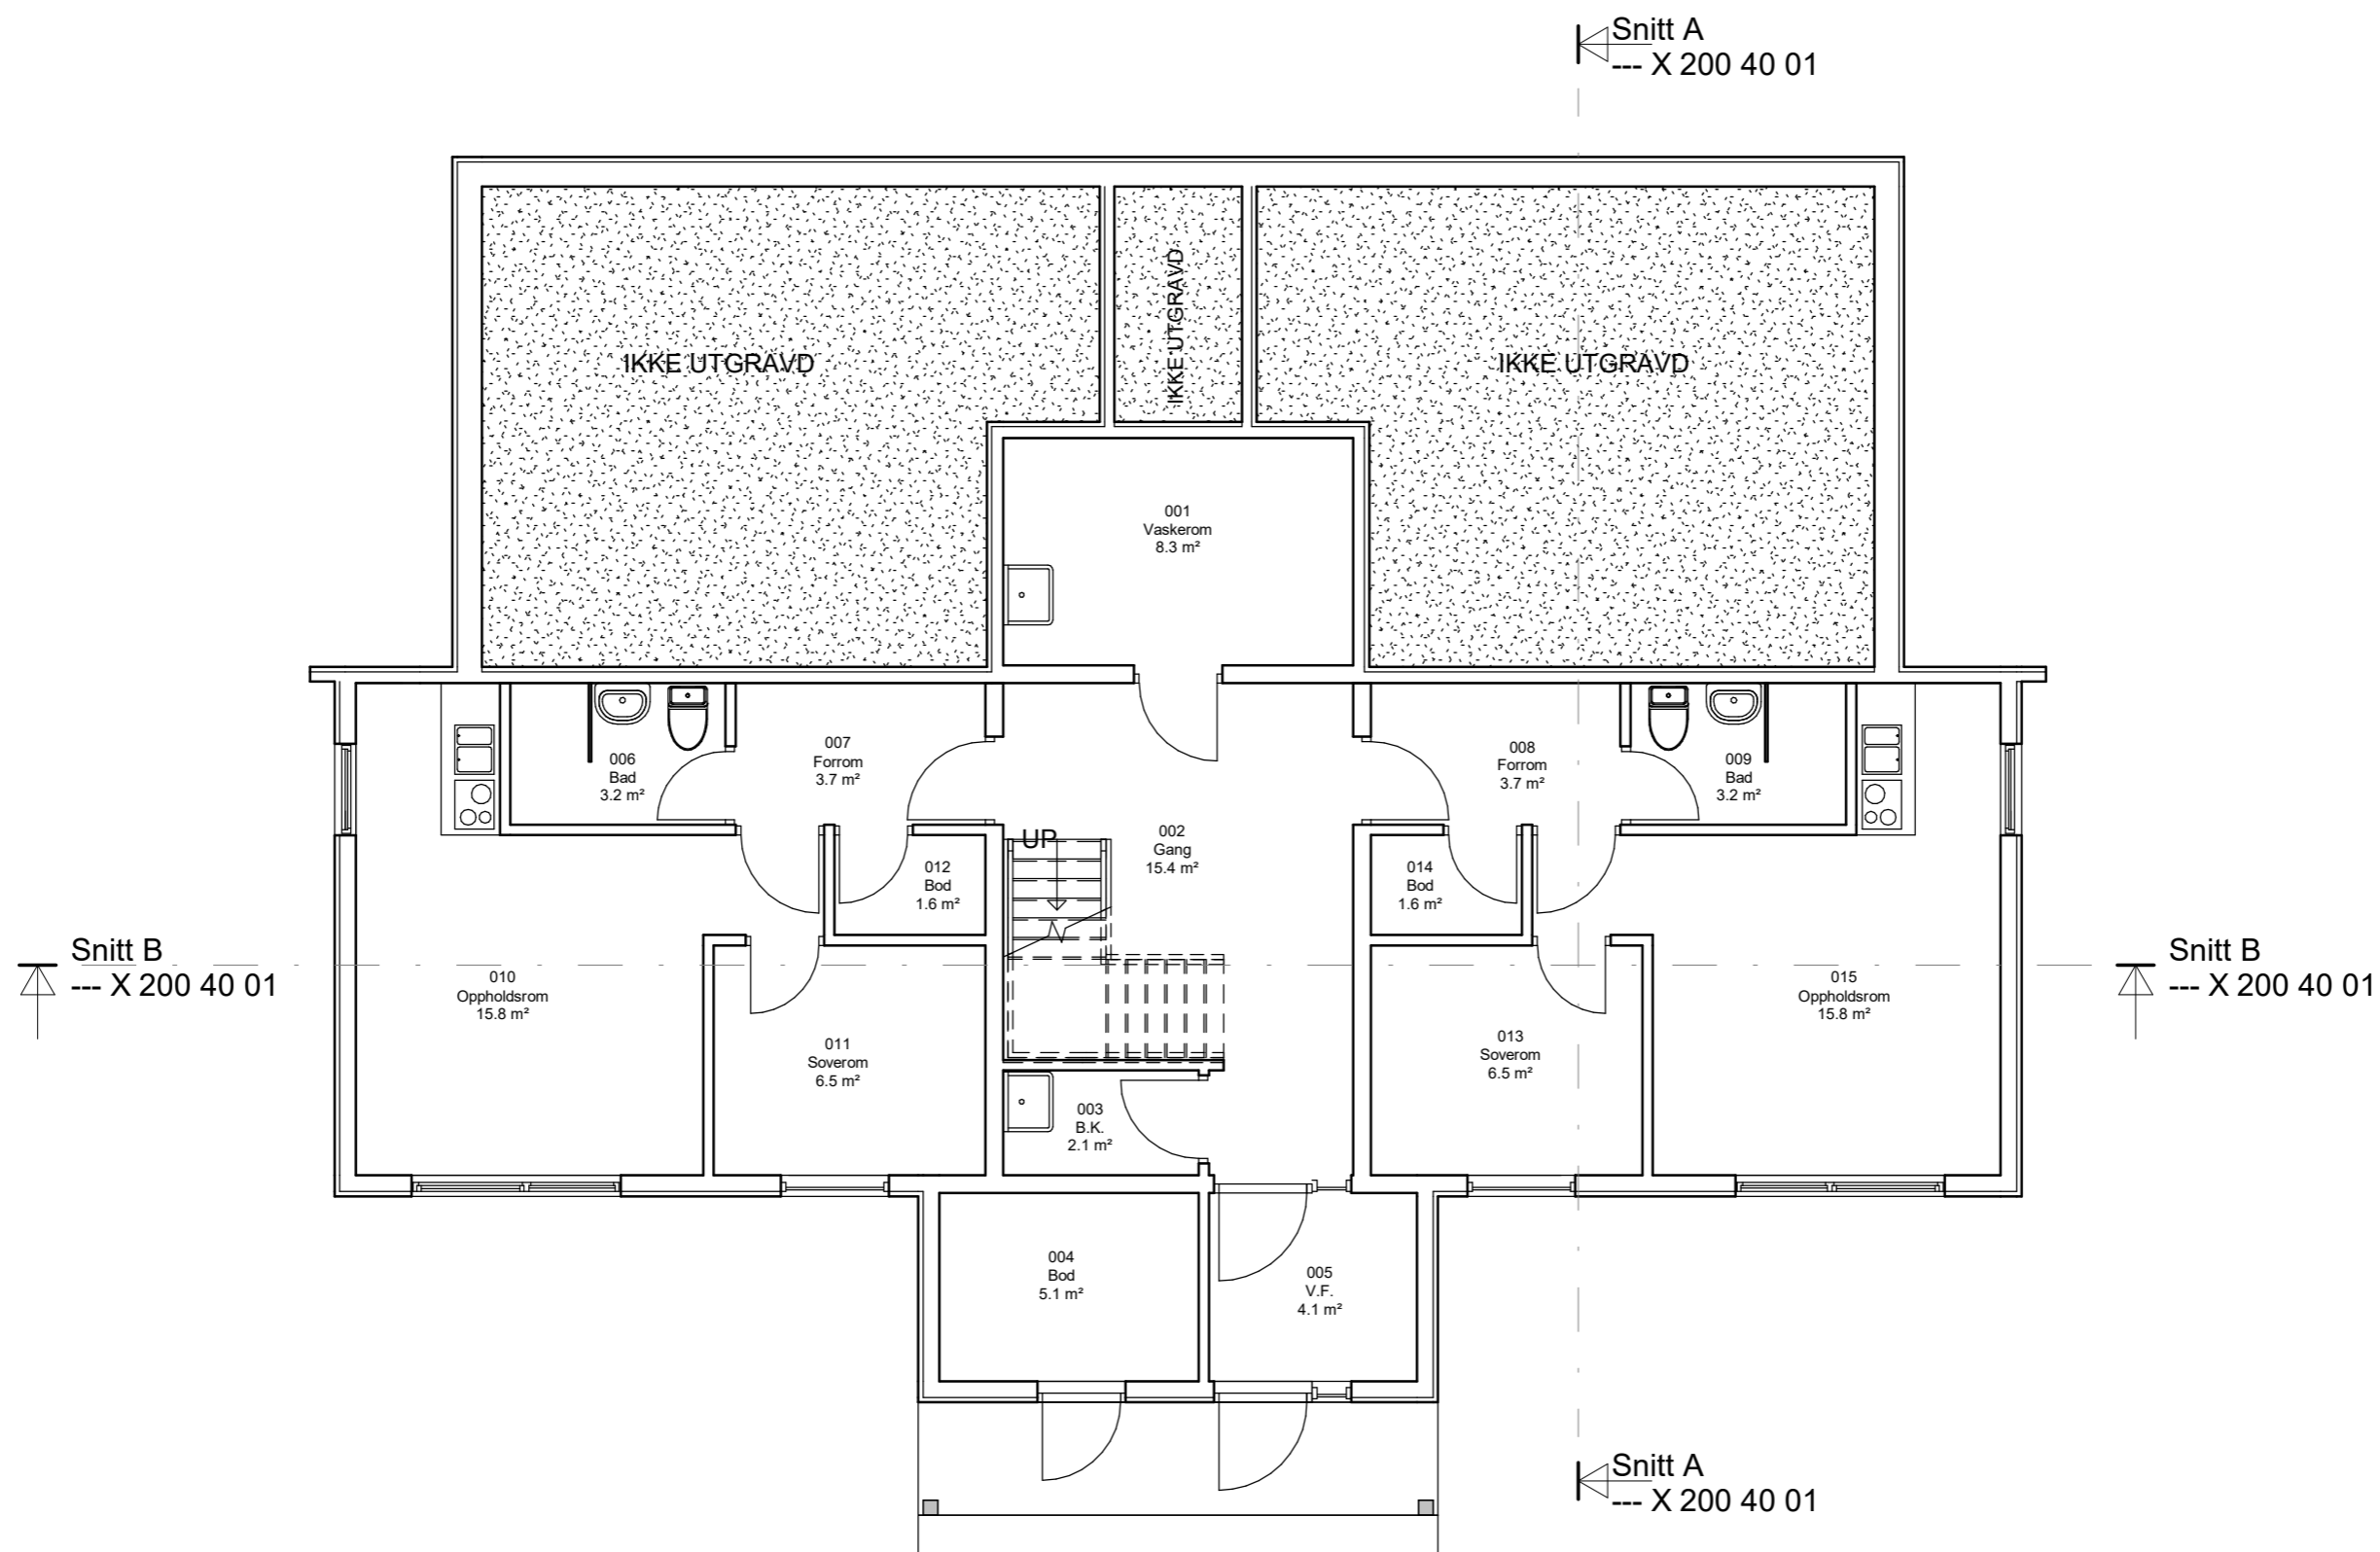 Snitt A
--- X 200 40 01
IKKE UTGRAVD
IKKE UTGRAVD
IKKE UTGRAVD
001
Vaskerom
8.3 m²
006
Bad
3.2 m²
007
Forrom
3.7 m²
008
Forrom
3.7 m²
009
Bad
3.2 m²
UP
002
Gang
15.4 m²
012
Bod
1.6 m²
014
Bod
1.6 m²
Snitt B
--- X 200 40 01
010
Oppholdsrom
15.8 m²
011
Soverom
6.5 m²
013
Soverom
6.5 m²
015
Oppholdsrom
15.8 m²
Snitt B
--- X 200 40 01
003
B.K.
2.1 m²
004
Bod
5.1 m²
005
V.F.
4.1 m²
Snitt A
--- X 200 40 01